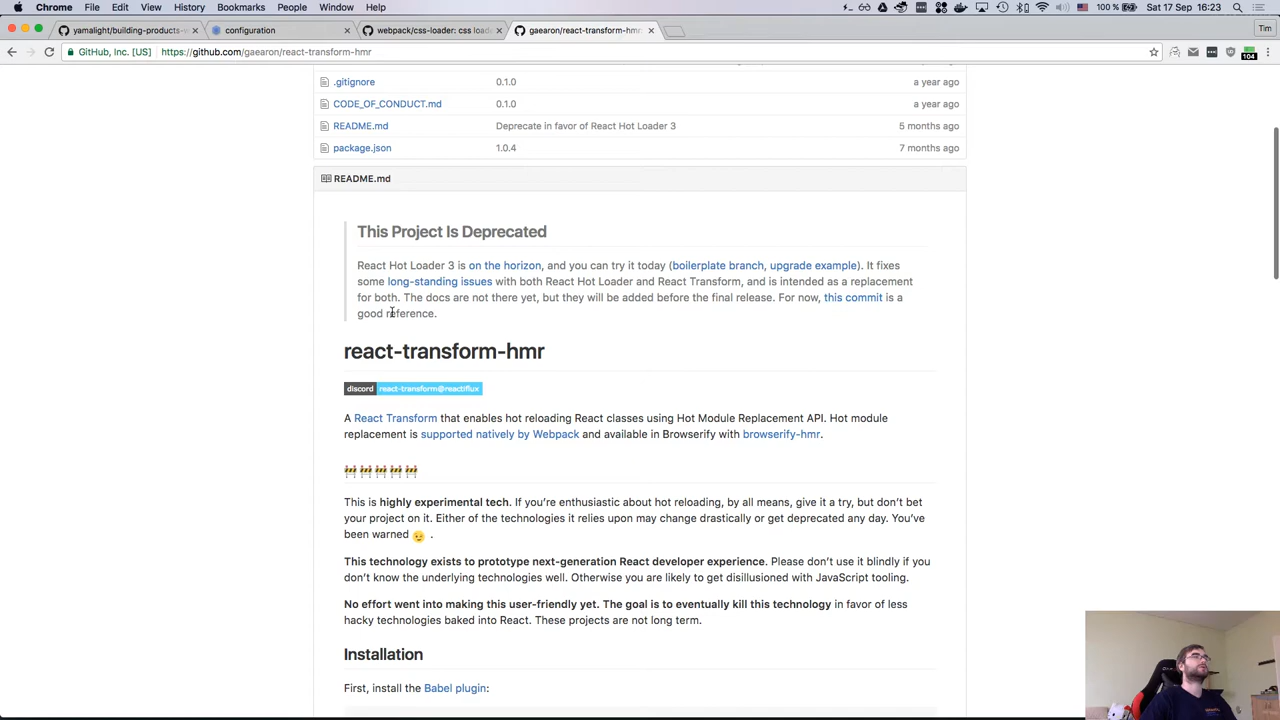 Chrome File Edit View History Bookmarks People Window Help 100 % Sat 17 Sep 16:23
yamalight/building-products- configuration webpack/css-loader: css loa gaearon/react-transform-hmr: Tim
GitHub, Inc. [US] https://github.com/gaearon/react-transform-hmr 104
.gitignore 0.1.0 a year ago
CODE_OF_CONDUCT.md 0.1.0 a year ago
README.md Deprecate in favor of React Hot Loader 3 5 months ago
package.json 1.0.4 7 months ago
README.md
This Project Is Deprecated
React Hot Loader 3 is on the horizon, and you can try it today (boilerplate branch, upgrade example). It fixes
some long-standing issues with both React Hot Loader and React Transform, and is intended as a replacement
for both. The docs are not there yet, but they will be added before the final release. For now, this commit is a
good reference.
react-transform-hmr
discord react-transform@reactiflux
A React Transform that enables hot reloading React classes using Hot Module Replacement API. Hot module
replacement is supported natively by Webpack and available in Browserify with browserify-hmr.
This is highly experimental tech. If you’re enthusiastic about hot reloading, by all means, give it a try, but don’t bet
your project on it. Either of the technologies it relies upon may change drastically or get deprecated any day. You’ve
been warned 😉 .
This technology exists to prototype next-generation React developer experience. Please don’t use it blindly if you
don’t know the underlying technologies well. Otherwise you are likely to get disillusioned with JavaScript tooling.
No effort went into making this user-friendly yet. The goal is to eventually kill this technology in favor of less
hacky technologies baked into React. These projects are not long term.
Installation
First, install the Babel plugin: